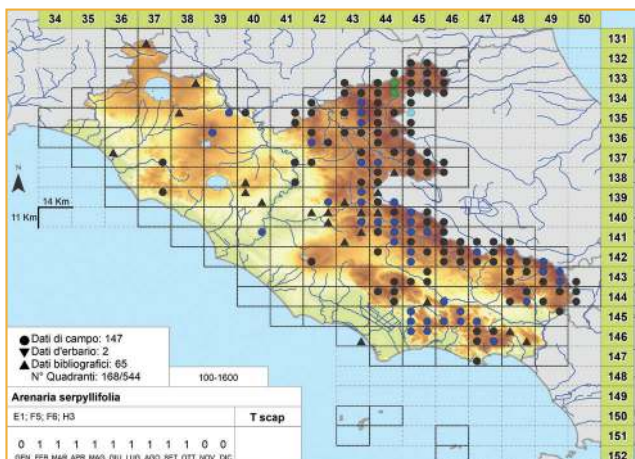 34 35 36 37 38 39 40 41 42 43 44 45 46 47 48 49 50
131
132
133
134
135
136
137
138
139
140
141
142
143
144
145
146
147
148
149
150
151
152
N
14 Km
11 Km
Dati di campo: 147
Dati d'erbario: 2
Dati bibliografici: 65
N° Quadranti: 168/544
100-1600
Arenaria serpyllifolia
E1; F5; F6; H3
T scap
0 1 1 1 1 1 1 1 1 1 0 0
GEN FEB MAR APR MAG GIU LUG AGO SET OTT NOV DIC